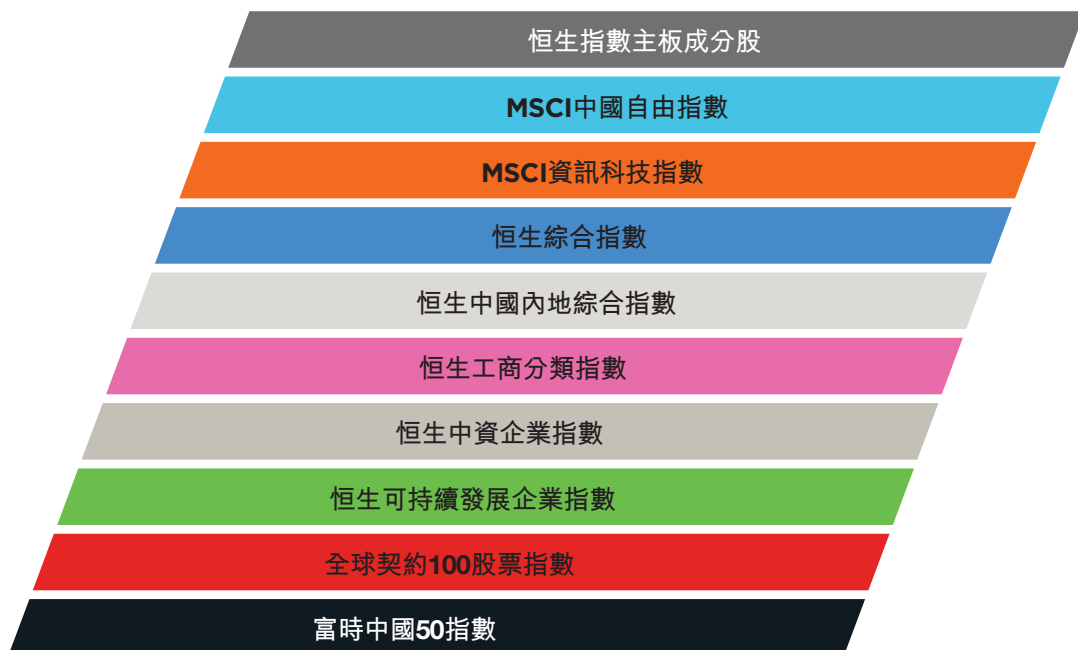 恒生指數主板成分股
MSCI中國自由指數
MSCI資訊科技指數
恒生綜合指數
恒生中國內地綜合指數
恒生工商分類指數
恒生中資企業指數
恒生可持續發展企業指數
全球契約100股票指數
富時中國50指數